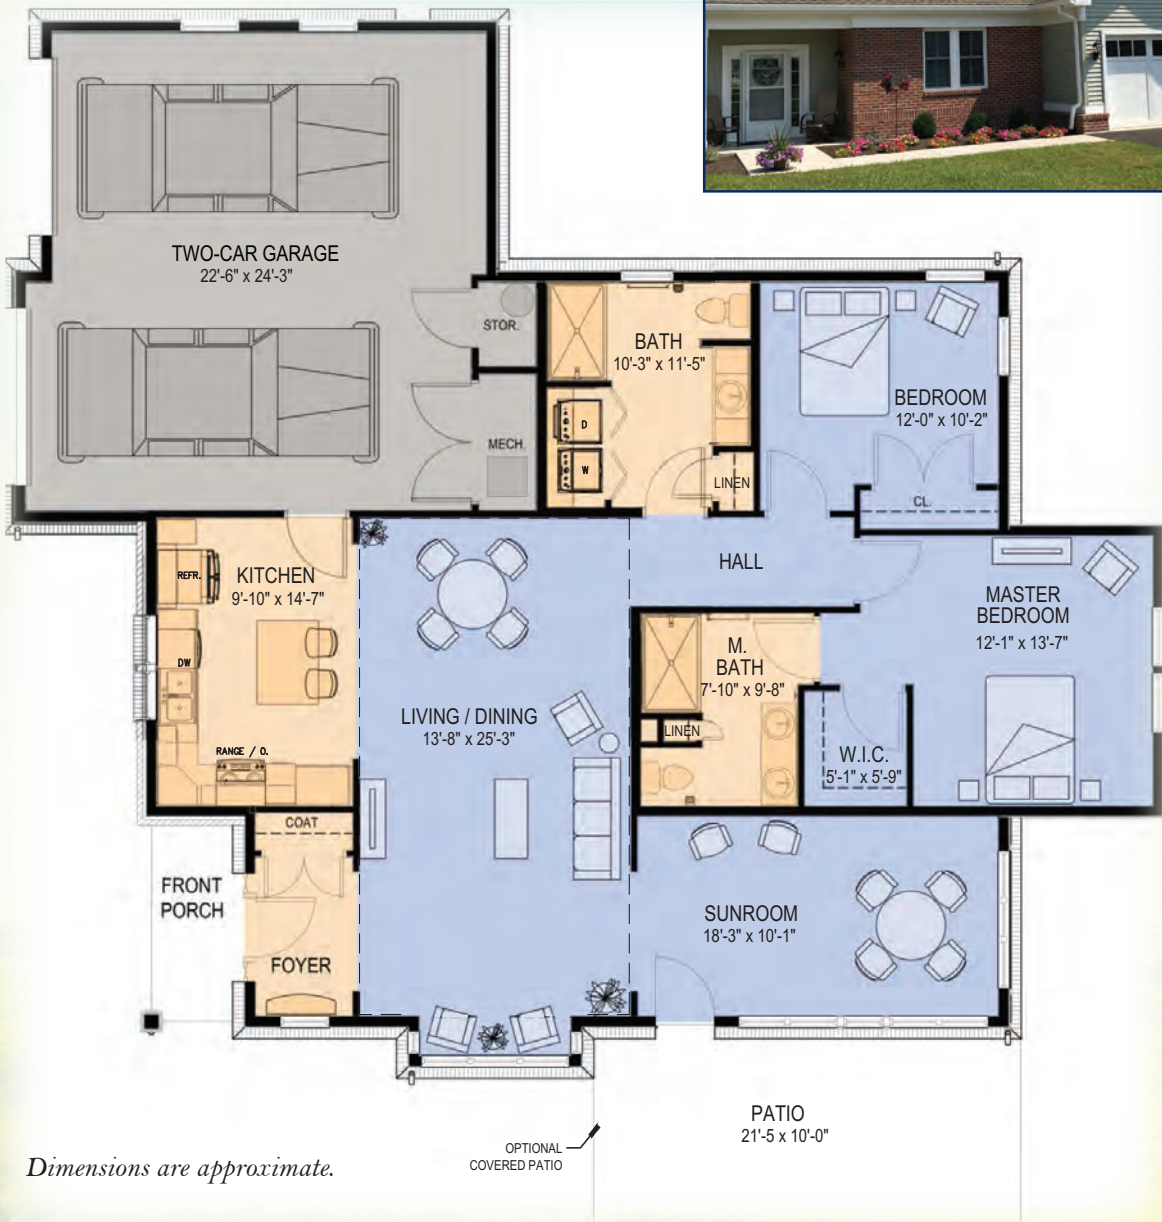 TWO-CAR GARAGE
22'-6" x 24'-3"
STOR.
MECH.
BATH
10'-3" x 11'-5"
D
W
LINEN
BEDROOM
12'-0" x 10'-2"
CL.
REFR.
KITCHEN
9'-10" x 14'-7"
DW
RANGE / O.
HALL
MASTER
BEDROOM
12'-1" x 13'-7"
M.
BATH
7'-10" x 9'-8"
LINEN
W.I.C.
5'-1" x 5'-9"
LIVING / DINING
13'-8" x 25'-3"
COAT
FRONT
PORCH
FOYER
SUNROOM
18'-3" x 10'-1"
PATIO
21'-5 x 10'-0"
OPTIONAL
COVERED PATIO
Dimensions are approximate.